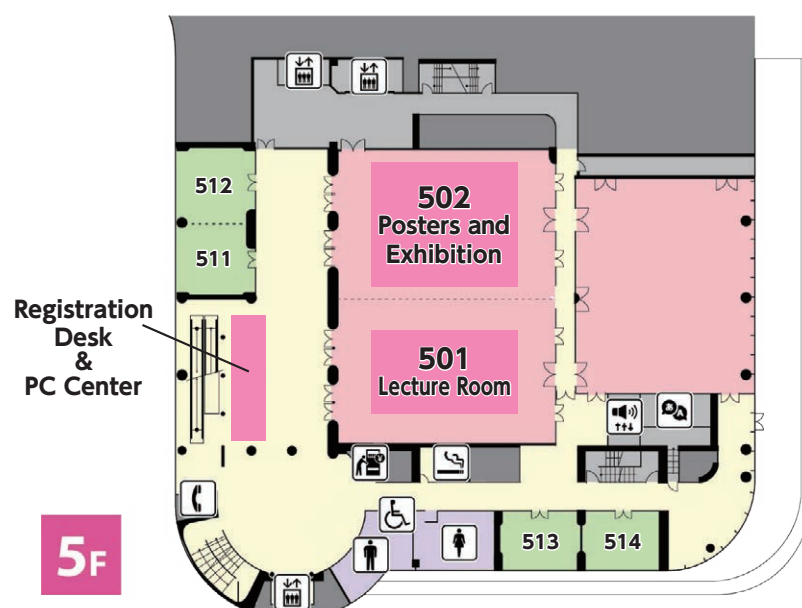 512
511
502
Posters and
Exhibition
Registration
Desk
&
PC Center
501
Lecture Room
5F
513
514